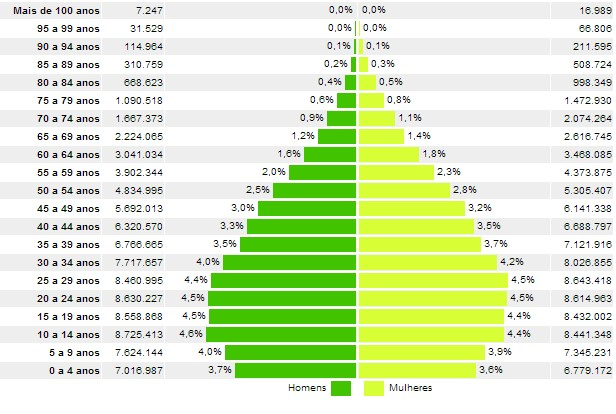 Mais de 100 anos 7.247 0,0% 0,0% 16.989
95 a 99 anos 31.529 0,0% 0,0% 66.806
90 a 94 anos 114.964 0,1% 0,1% 211.595
85 a 89 anos 310.759 0,2% 0,3% 508.724
80 a 84 anos 668.623 0,4% 0,5% 998.349
75 a 79 anos 1.090.518 0,6% 0,8% 1.472.930
70 a 74 anos 1.667.373 0,9% 1,1% 2.074.264
65 a 69 anos 2.224.065 1,2% 1,4% 2.616.745
60 a 64 anos 3.041.034 1,6% 1,8% 3.468.085
55 a 59 anos 3.902.344 2,0% 2,3% 4.373.875
50 a 54 anos 4.834.995 2,5% 2,8% 5.305.407
45 a 49 anos 5.692.013 3,0% 3,2% 6.141.338
40 a 44 anos 6.320.570 3,3% 3,5% 6.688.797
35 a 39 anos 6.766.665 3,5% 3,7% 7.121.916
30 a 34 anos 7.717.657 4,0% 4,2% 8.026.855
25 a 29 anos 8.460.995 4,4% 4,5% 8.643.418
20 a 24 anos 8.630.227 4,5% 4,5% 8.614.963
15 a 19 anos 8.558.868 4,5% 4,4% 8.432.002
10 a 14 anos 8.725.413 4,6% 4,4% 8.441.348
5 a 9 anos 7.624.144 4,0% 3,9% 7.345.231
0 a 4 anos 7.016.987 3,7% 3,6% 6.779.172
Homens Mulheres